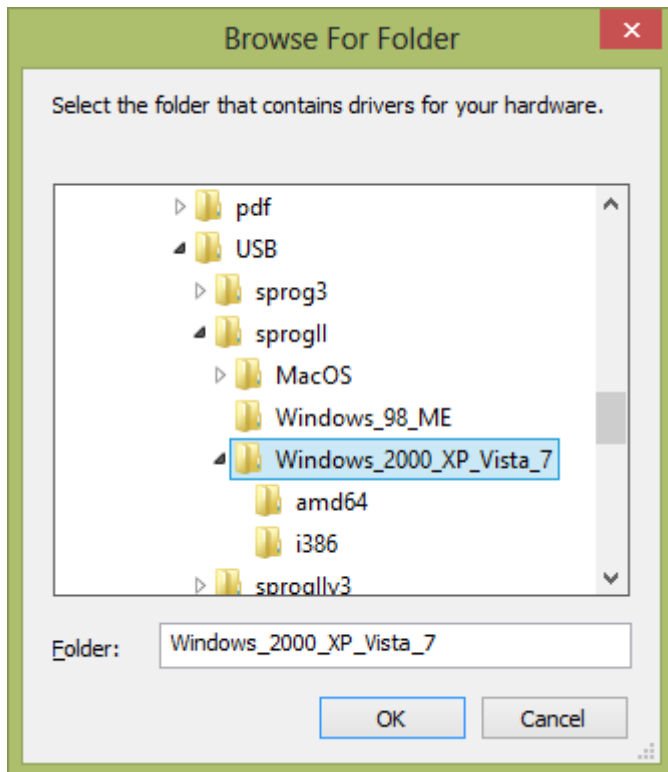 Browse For Folder
Select the folder that contains drivers for your hardware.
pdf
USB
sprog3
sprogII
MacOS
Windows_98_ME
Windows_2000_XP_Vista_7
amd64
i386
sprogIIv3
Folder: Windows_2000_XP_Vista_7
OK Cancel